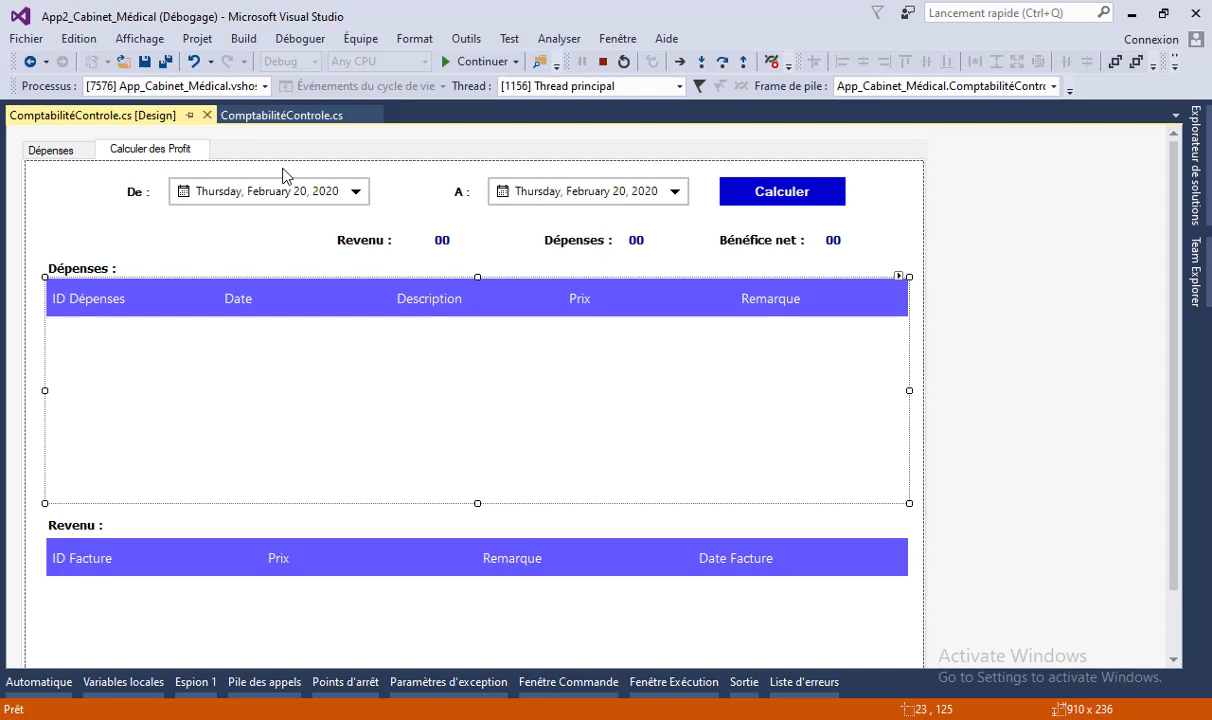 App2_Cabinet_Médical (Débogage) - Microsoft Visual Studio
Lancement rapide (Ctrl+Q)
Fichier Edition Affichage Projet Build Déboguer Équipe Format Outils Test Analyser Fenêtre Aide
Connexion
Debug Any CPU Continuer
Processus : [7576] App_Cabinet_Médical.vshos Événements du cycle de vie Thread : [1156] Thread principal Frame de pile : App_Cabinet_Médical.ComptabilitéContro
ComptabilitéControle.cs [Design] ComptabilitéControle.cs
Explorateur de solutions
Team Explorer
Dépenses Calculer des Profit
De : Thursday, February 20, 2020 A : Thursday, February 20, 2020 Calculer
Revenu : 00 Dépenses : 00 Bénéfice net : 00
Dépenses :
ID Dépenses Date Description Prix Remarque
Revenu :
ID Facture Prix Remarque Date Facture
Activate Windows
Go to Settings to activate Windows.
Automatique Variables locales Espion 1 Pile des appels Points d'arrêt Paramètres d'exception Fenêtre Commande Fenêtre Exécution Sortie Liste d'erreurs
Prêt 23 , 125 910 x 236